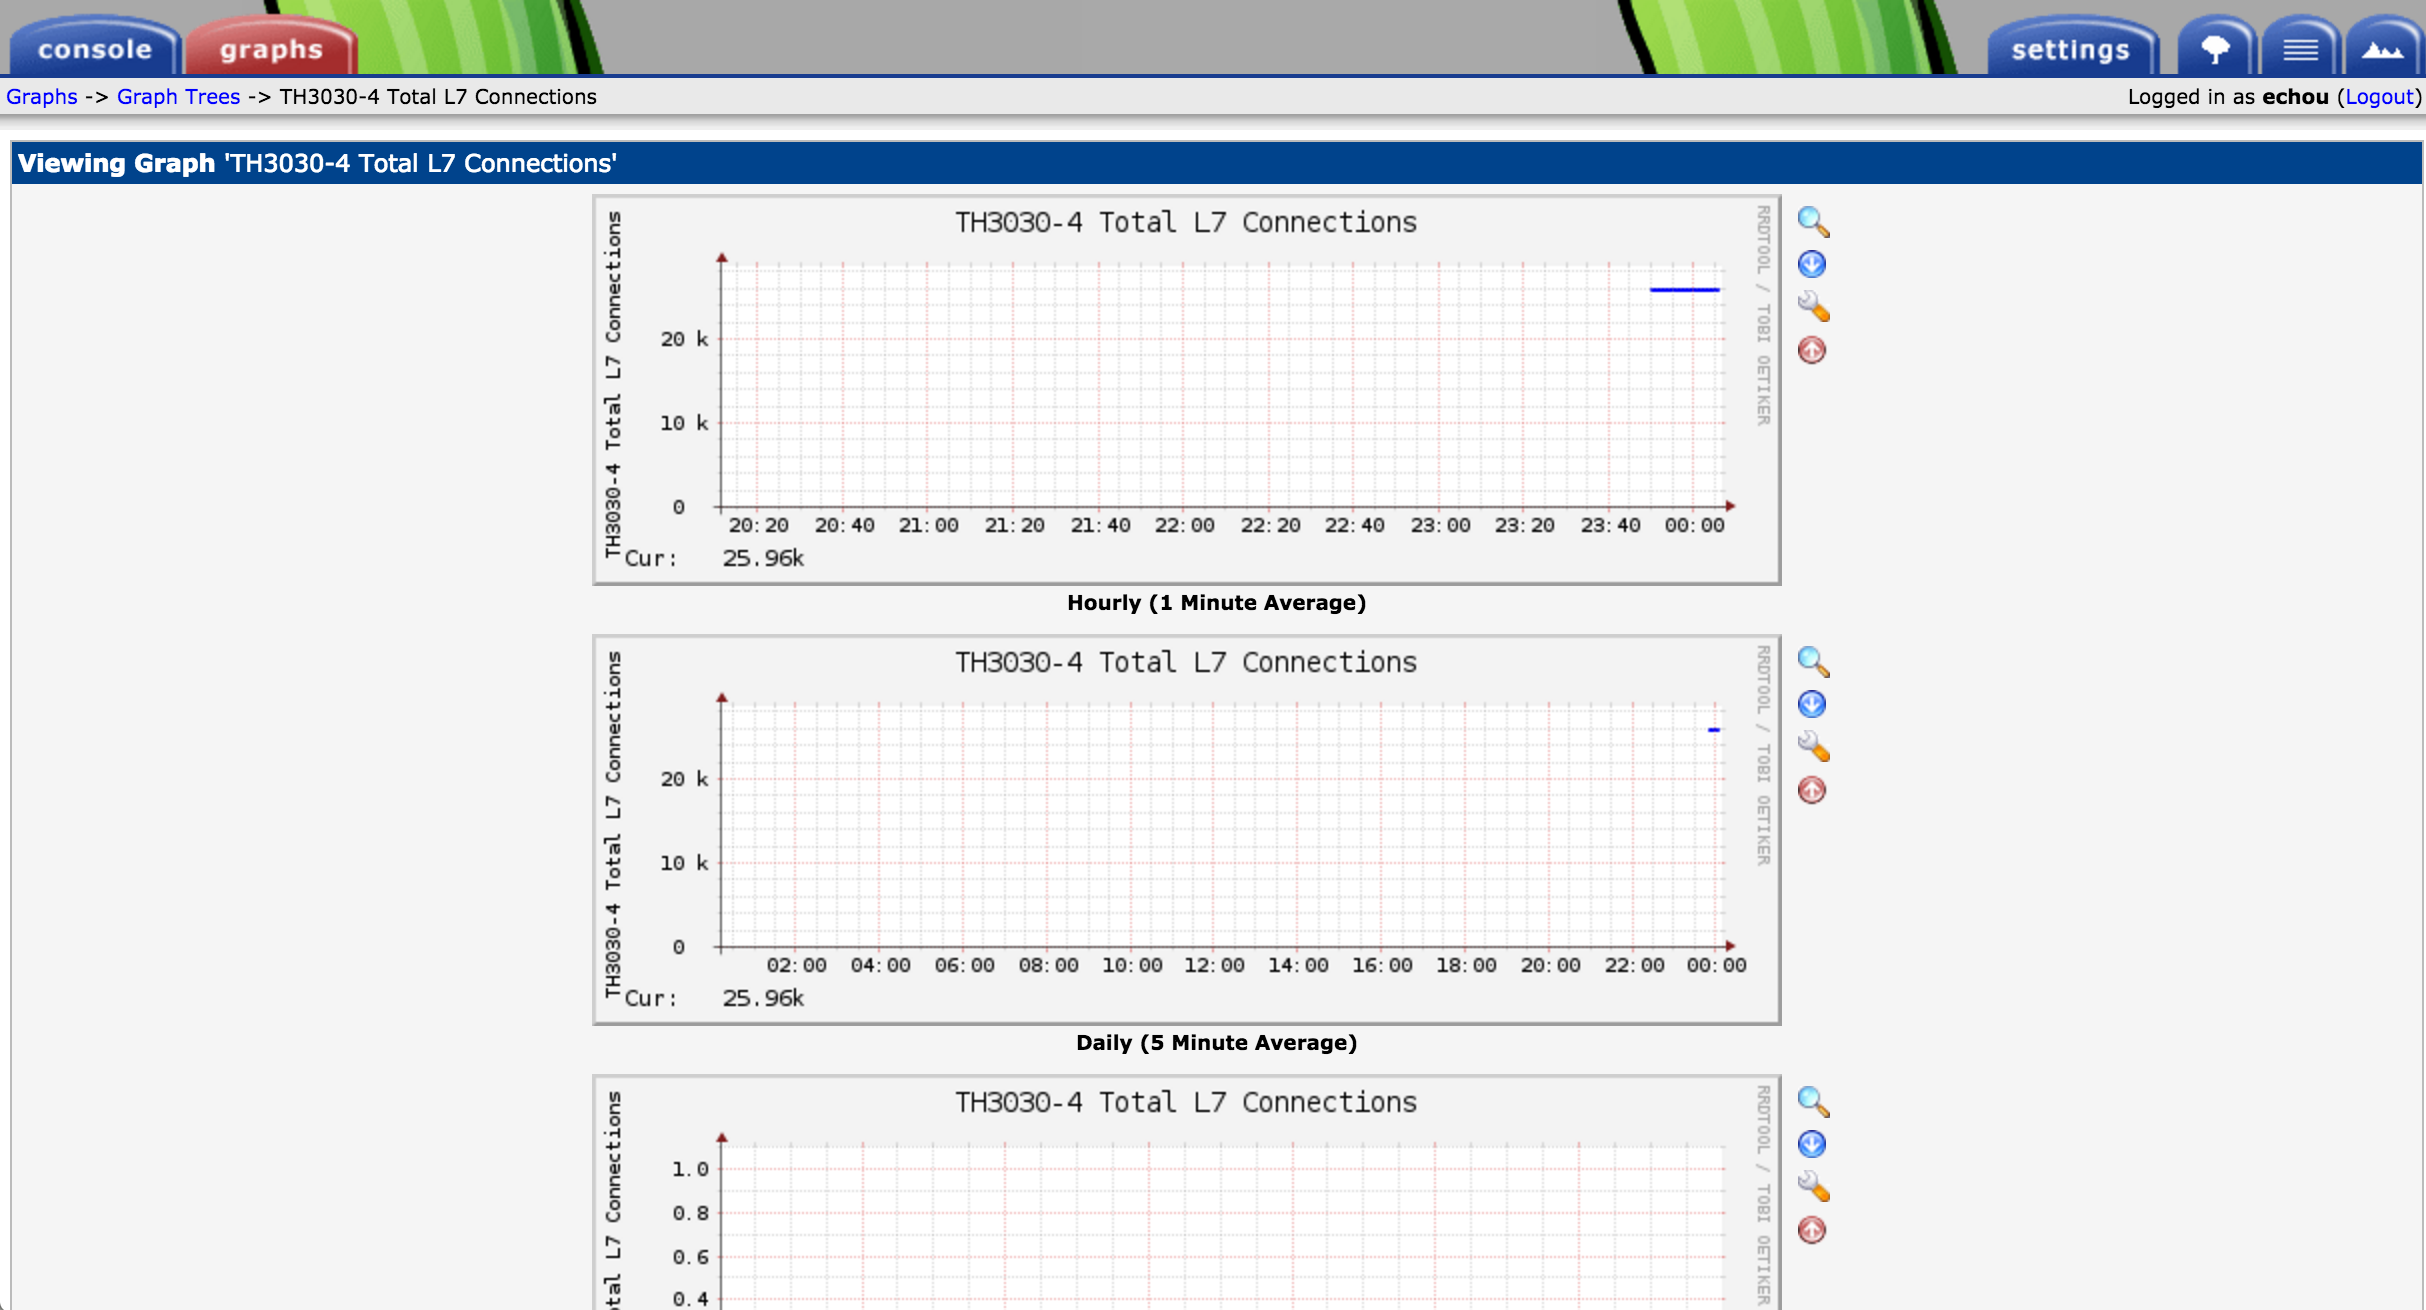 console
graphs
settings
Graphs -> Graph Trees -> TH3030-4 Total L7 Connections
Logged in as echou (Logout)
Viewing Graph 'TH3030-4 Total L7 Connections'
TH3030-4 Total L7 Connections
TH3030-4 Total L7 Connections
RRDTOOL / TOBI OETIKER
20 k
10 k
0
20:20 20:40 21:00 21:20 21:40 22:00 22:20 22:40 23:00 23:20 23:40 00:00
Cur: 25.96k
Hourly (1 Minute Average)
TH3030-4 Total L7 Connections
TH3030-4 Total L7 Connections
RRDTOOL / TOBI OETIKER
20 k
10 k
0
02:00 04:00 06:00 08:00 10:00 12:00 14:00 16:00 18:00 20:00 22:00 00:00
Cur: 25.96k
Daily (5 Minute Average)
TH3030-4 Total L7 Connections
L7 Connections
RRDTOOL / TOBI OETIKER
1.0
0.8
0.6
0.4